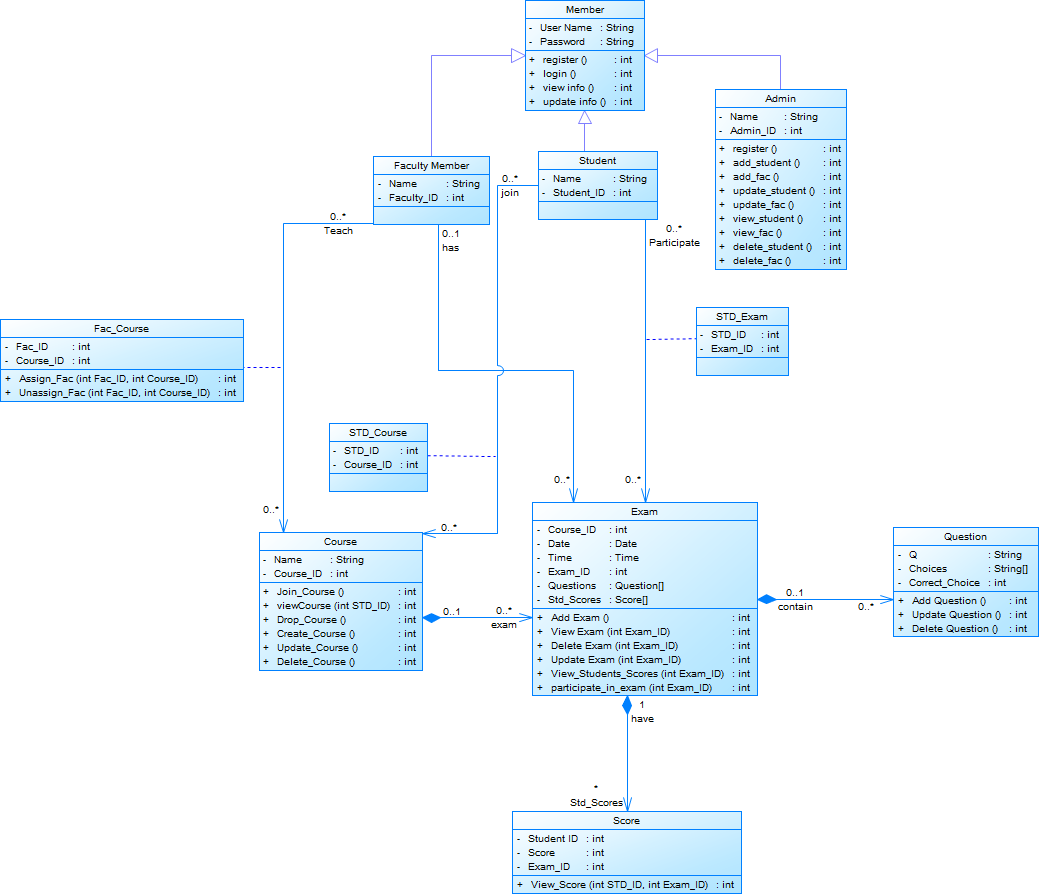 Member
- User Name : String
- Password : String
+ register () : int
+ login () : int
+ view info () : int
+ update info () : int
Admin
- Name : String
- Admin_ID : int
+ register () : int
+ add_student () : int
+ add_fac () : int
+ update_student () : int
+ update_fac () : int
+ view_student () : int
+ view_fac () : int
+ delete_student () : int
+ delete_fac () : int
Faculty Member
- Name : String
- Faculty_ID : int
Student
- Name : String
- Student_ID : int
0..*
join
0..*
Teach
0..1
has
0..*
Participate
Fac_Course
- Fac_ID : int
- Course_ID : int
+ Assign_Fac (int Fac_ID, int Course_ID) : int
+ Unassign_Fac (int Fac_ID, int Course_ID) : int
STD_Exam
- STD_ID : int
- Exam_ID : int
STD_Course
- STD_ID : int
- Course_ID : int
0..*
0..*
0..*
0..*
Course
- Name : String
- Course_ID : int
+ Join_Course () : int
+ viewCourse (int STD_ID) : int
+ Drop_Course () : int
+ Create_Course () : int
+ Update_Course () : int
+ Delete_Course () : int
0..1
0..*
exam
Exam
- Course_ID : int
- Date : Date
- Time : Time
- Exam_ID : int
- Questions : Question[]
- Std_Scores : Score[]
+ Add Exam () : int
+ View Exam (int Exam_ID) : int
+ Delete Exam (int Exam_ID) : int
+ Update Exam (int Exam_ID) : int
+ View_Students_Scores (int Exam_ID) : int
+ participate_in_exam (int Exam_ID) : int
0..1
contain
0..*
Question
- Q : String
- Choices : String[]
- Correct_Choice : int
+ Add Question () : int
+ Update Question () : int
+ Delete Question () : int
1
have
*
Std_Scores
Score
- Student ID : int
- Score : int
- Exam_ID : int
+ View_Score (int STD_ID, int Exam_ID) : int